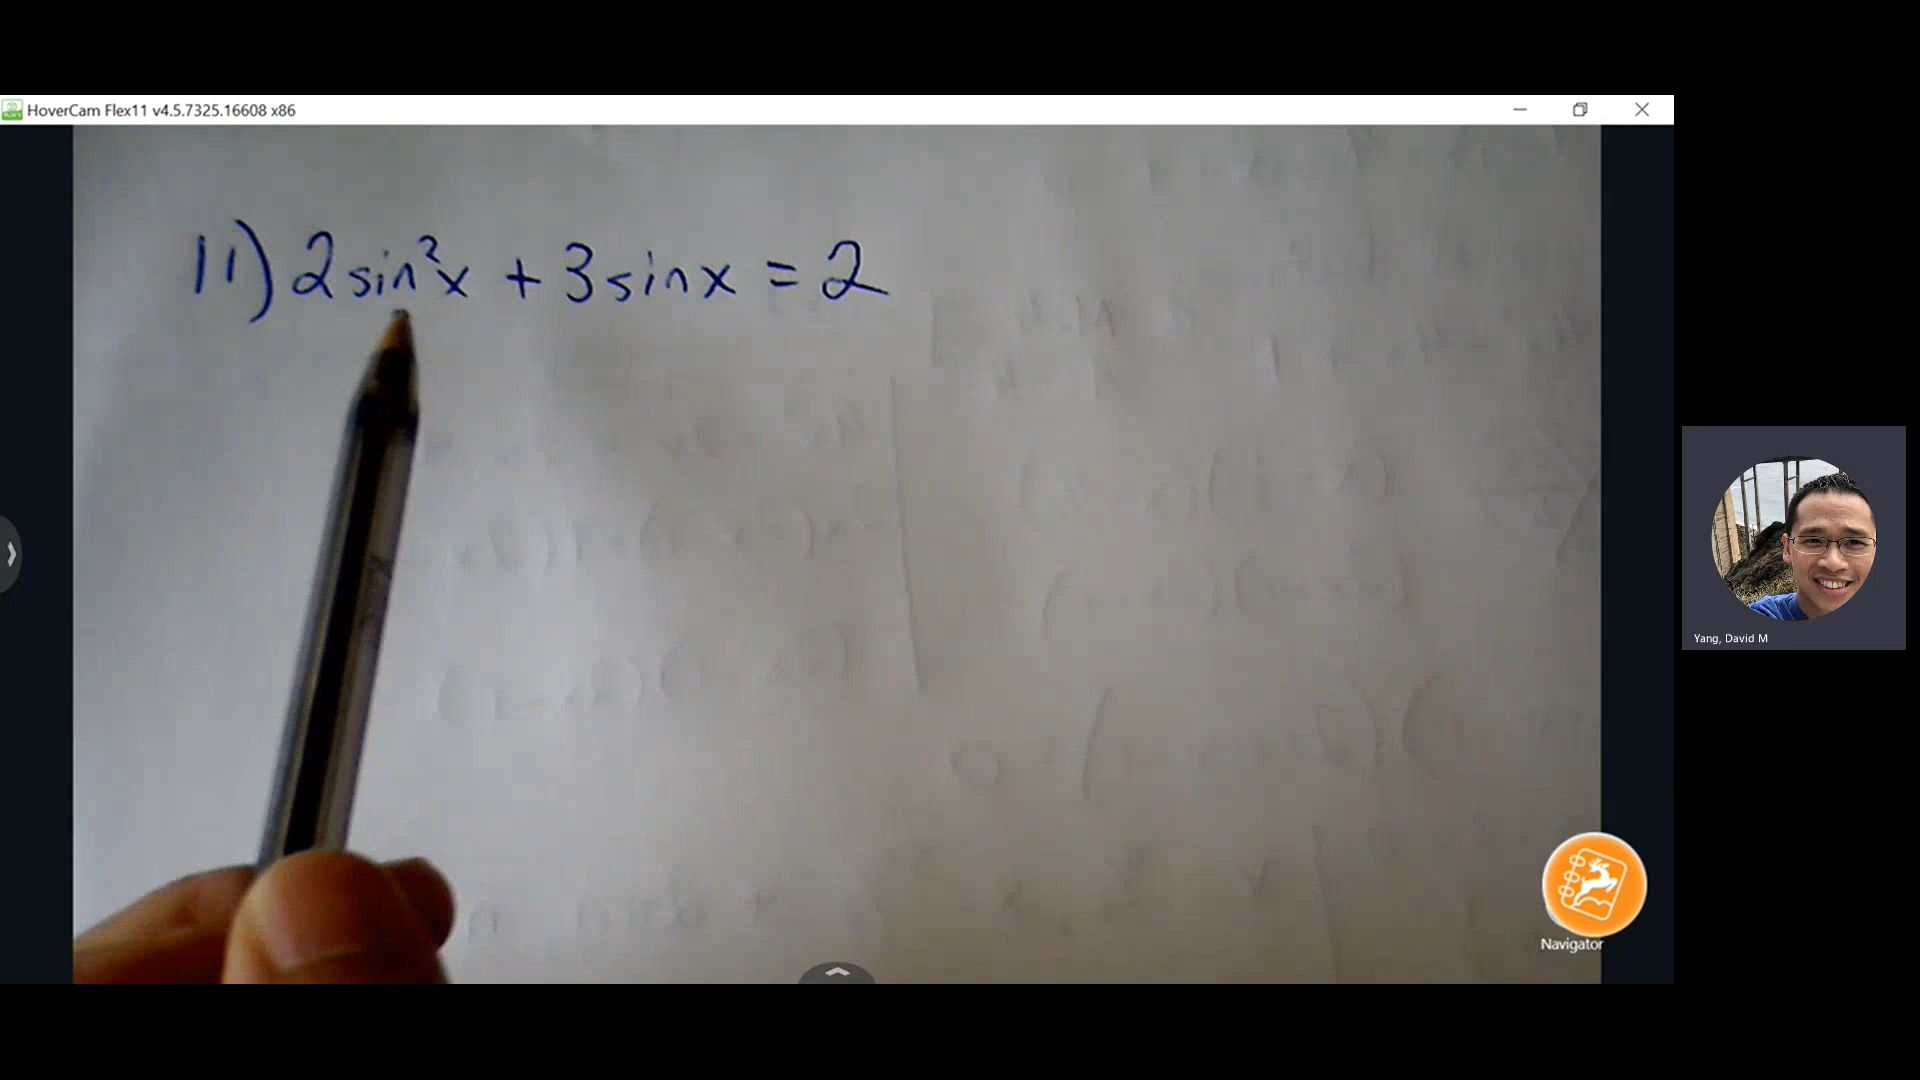 HoverCam Flex11 v4.5.7325.16608 x86
11) 2sin²x + 3sinx = 2
Yang, David M
Navigator